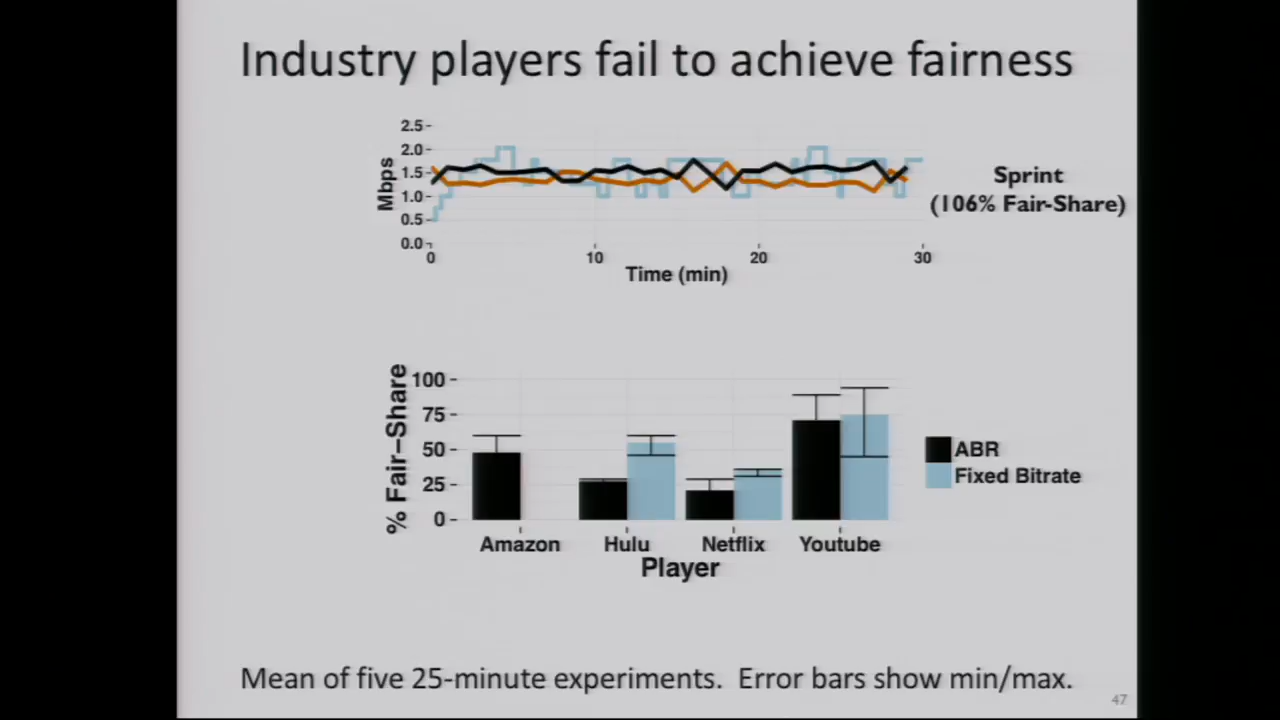 Industry players fail to achieve fairness
2.5
2.0
1.5
1.0
0.5
0.0
Mbps
0 10 20 30
Time (min)
Sprint
(106% Fair-Share)
100
75
50
25
0
% Fair-Share
Amazon Hulu Netflix Youtube
Player
ABR
Fixed Bitrate
Mean of five 25-minute experiments. Error bars show min/max.
47